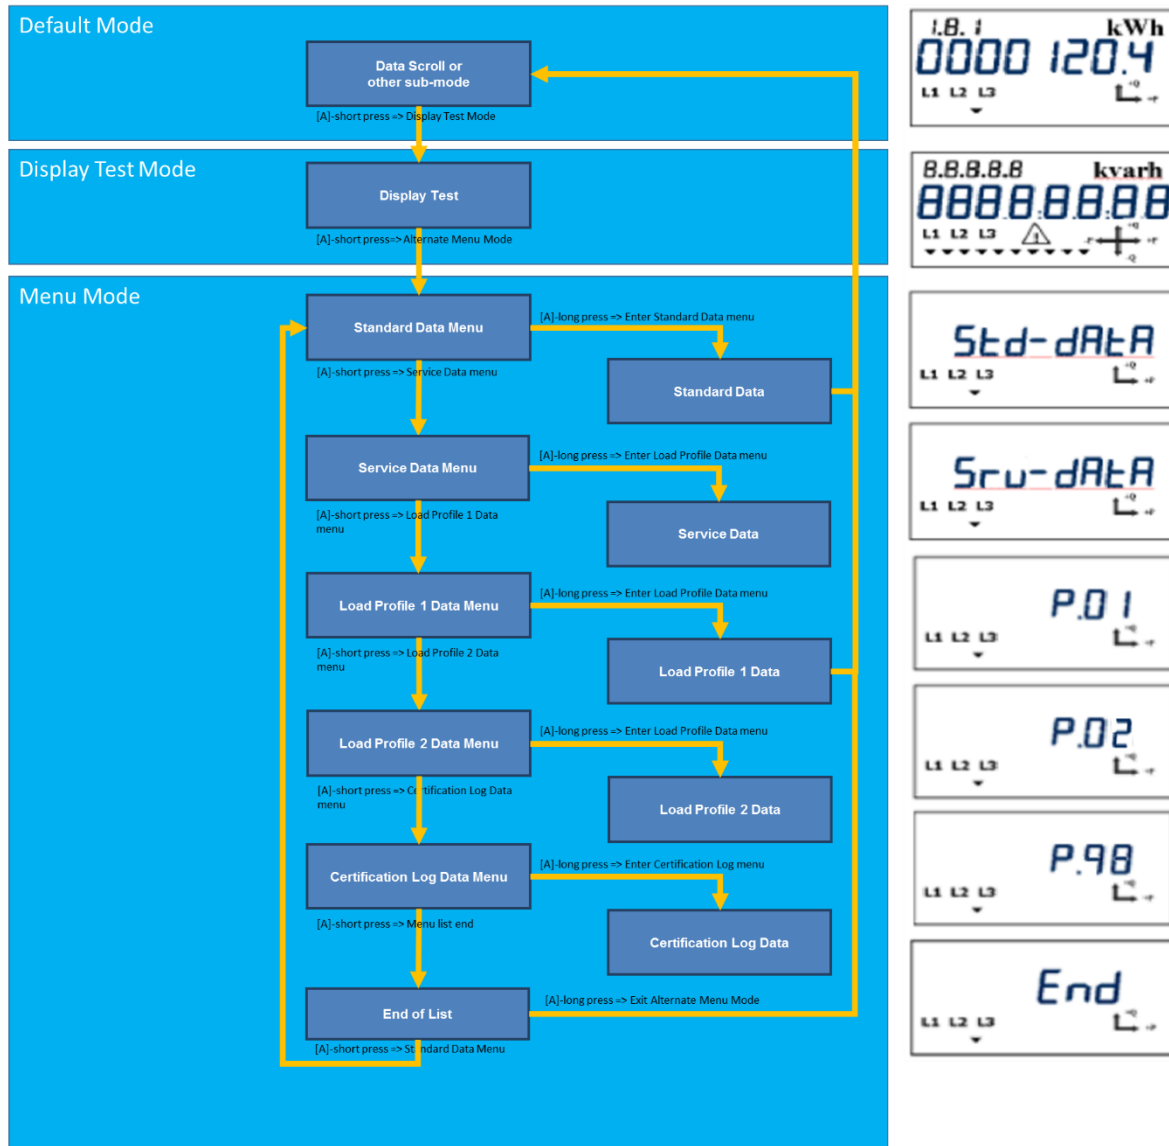 Default Mode
Data Scroll or
other sub-mode
[A]-short press => Display Test Mode
1.8.1 kWh
0000 120.4
L1 L2 L3
+Q
+P
Display Test Mode
Display Test
[A]-short press=>Alternate Menu Mode
8.8.8.8.8 kvarh
888.8:8.8:8.8
L1 L2 L3
+Q
-P +P
-Q
Menu Mode
Standard Data Menu
[A]-long press => Enter Standard Data menu
[A]-short press => Service Data menu
Standard Data
Std-dAtA
L1 L2 L3
+Q
+P
Service Data Menu
[A]-long press => Enter Load Profile Data menu
[A]-short press => Load Profile 1 Data
menu
Service Data
Sru-dAtA
L1 L2 L3
+Q
+P
Load Profile 1 Data Menu
[A]-long press => Enter Load Profile Data menu
[A]-short press => Load Profile 2 Data
menu
Load Profile 1 Data
P.01
L1 L2 L3
+Q
+P
Load Profile 2 Data Menu
[A]-long press => Enter Load Profile Data menu
[A]-short press => Certification Log Data
menu
Load Profile 2 Data
P.02
L1 L2 L3
+Q
+P
Certification Log Data Menu
[A]-long press => Enter Certification Log menu
[A]-short press => Menu list end
Certification Log Data
P.98
L1 L2 L3
+Q
+P
End of List
[A]-long press => Exit Alternate Menu Mode
[A]-short press => Standard Data Menu
End
L1 L2 L3
+Q
+P